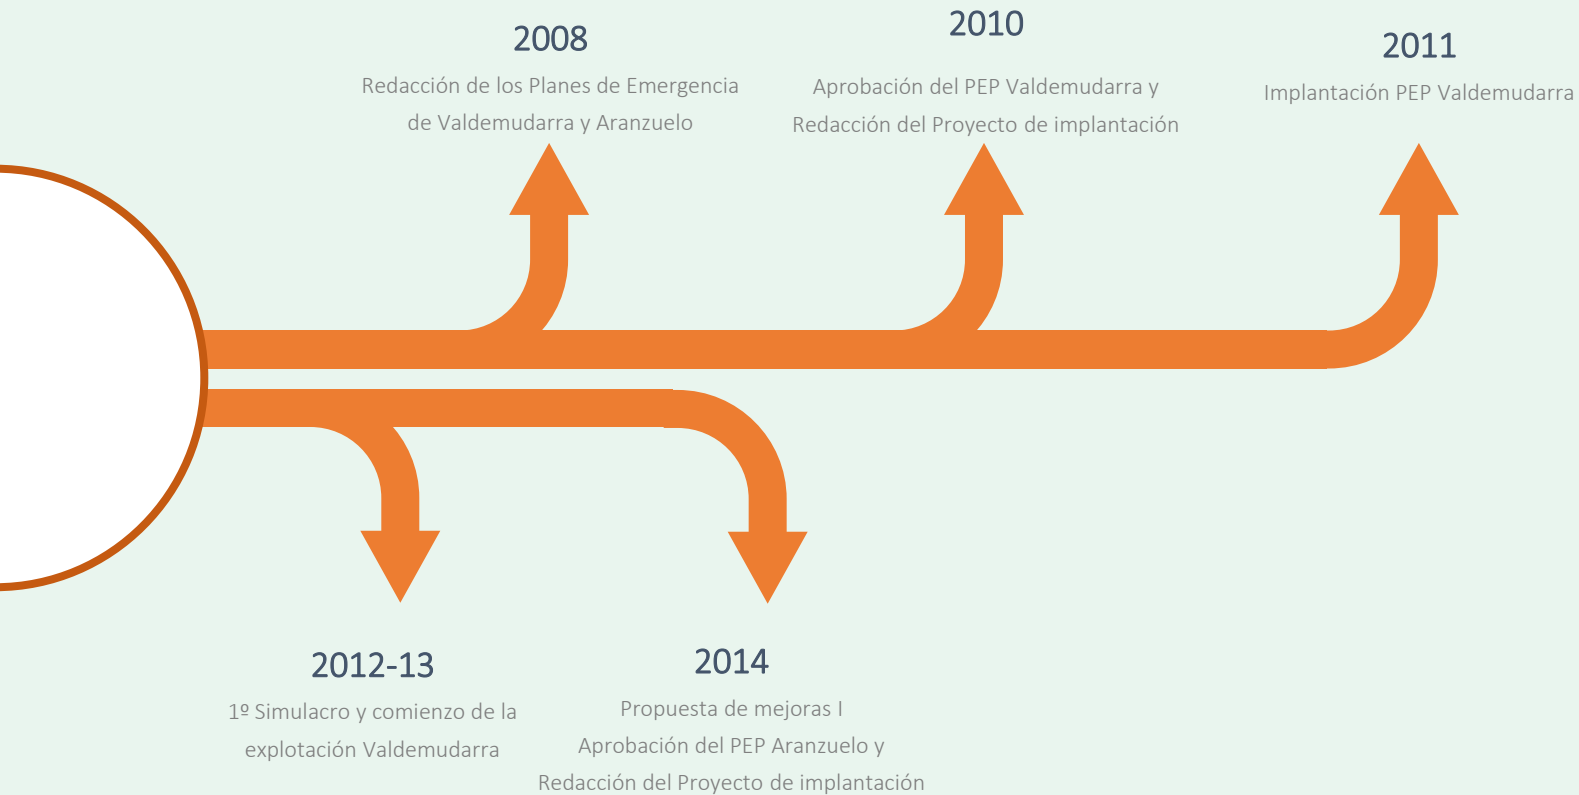 2008
Redacción de los Planes de Emergencia
de Valdemudarra y Aranzuelo
2010
Aprobación del PEP Valdemudarra y
Redacción del Proyecto de implantación
2011
Implantación PEP Valdemudarra
2012-13
1º Simulacro y comienzo de la
explotación Valdemudarra
2014
Propuesta de mejoras I
Aprobación del PEP Aranzuelo y
Redacción del Proyecto de implantación